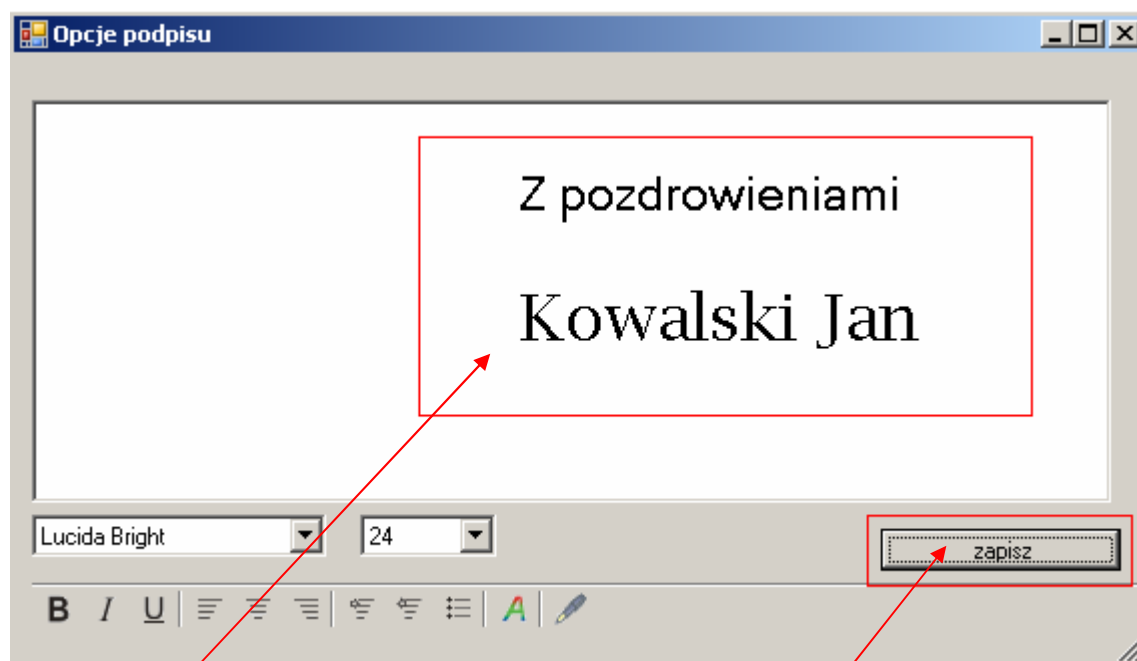 Opcje podpisu
Z pozdrowieniami
Kowalski Jan
Lucida Bright 24
zapisz
B I U A